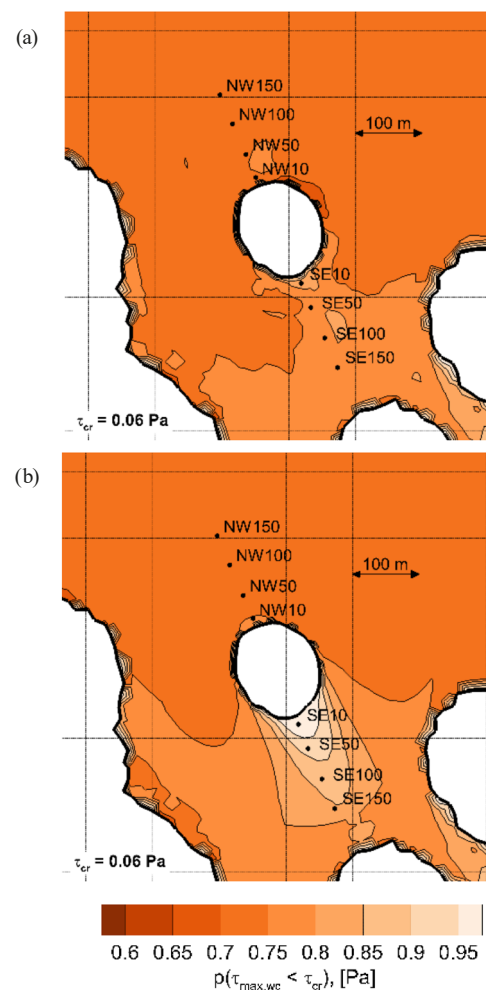 (a)
NW150
NW100
100 m
NW50
NW10
SE10
SE50
SE100
SE150
τcr = 0.06 Pa
(b)
NW150
NW100
100 m
NW50
NW10
SE10
SE50
SE100
SE150
τcr = 0.06 Pa
0.6 0.65 0.7 0.75 0.8 0.85 0.9 0.95
p(τmax,wc < τcr), [Pa]